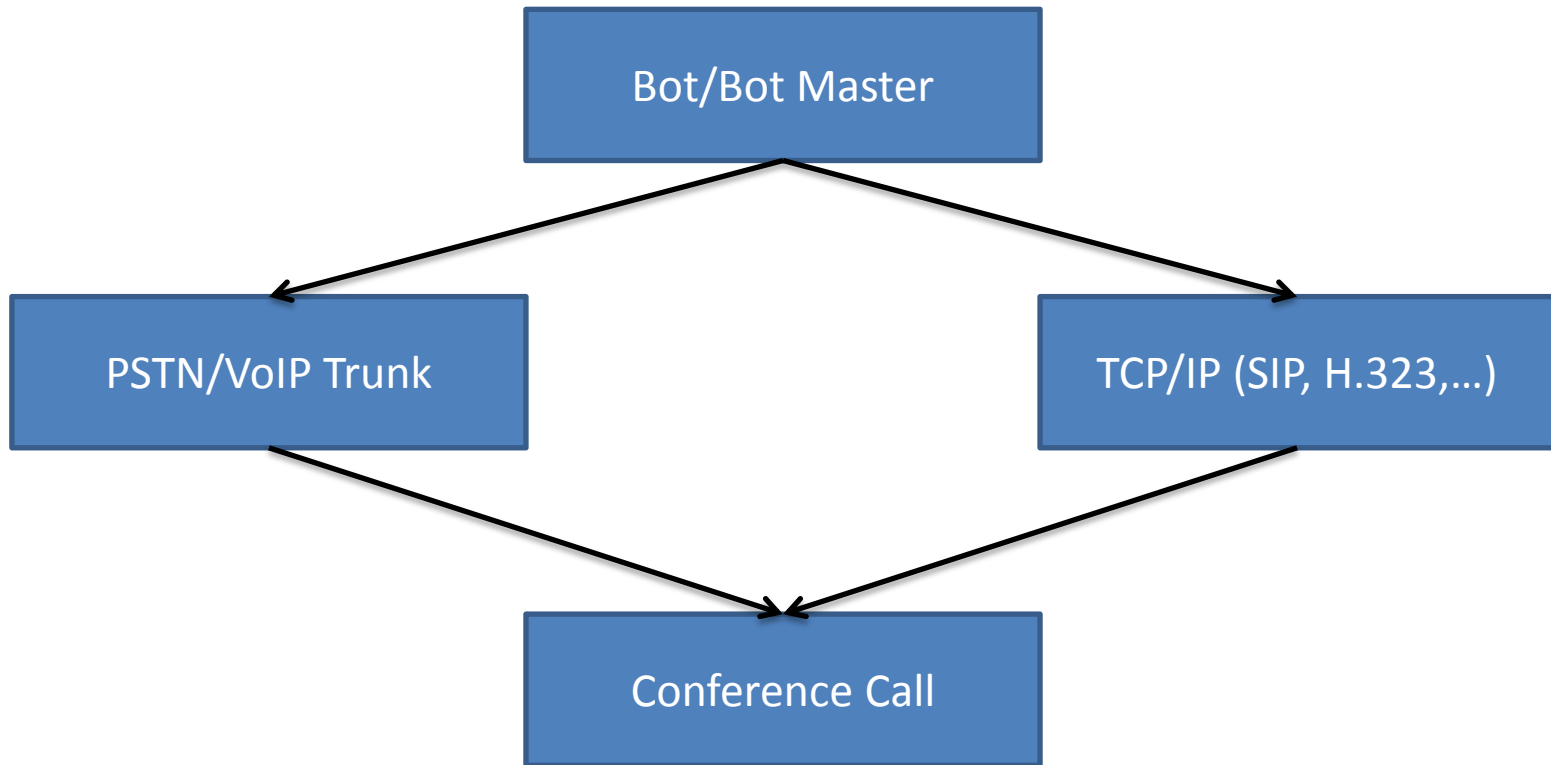 Bot/Bot Master
PSTN/VoIP Trunk
TCP/IP (SIP, H.323,...)
Conference Call